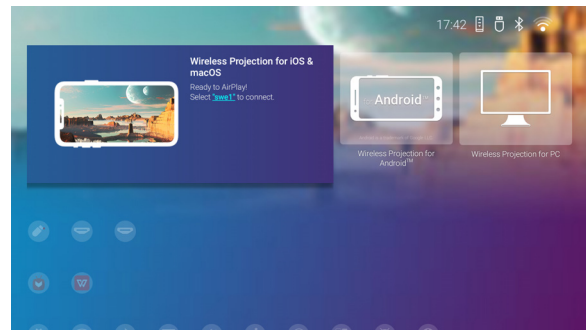 17:42
Wireless Projection for iOS &
macOS
Ready to AirPlay!
Select "swe1" to connect.
Android
Wireless Projection for
Android™
Wireless Projection for PC
W